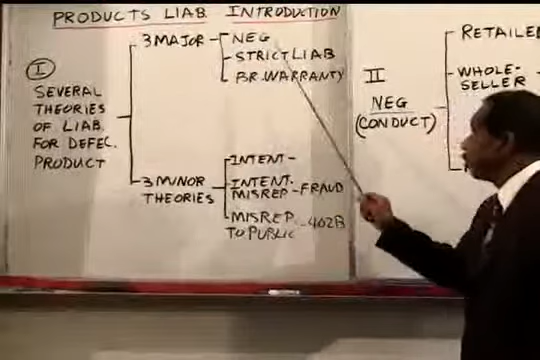 PRODUCTS LIAB. INTRODUCTION
I
SEVERAL
THEORIES
OF LIAB.
FOR DEFEC.
PRODUCT
3 MAJOR
NEG
STRICT LIAB
BR. WARRANTY
3 MINOR
THEORIES
INTENT -
INTENT.
MISREP - FRAUD
MISREP
TO PUBLIC - 402B
II
NEG
(CONDUCT)
RETAILE
WHOLE-
SELLER